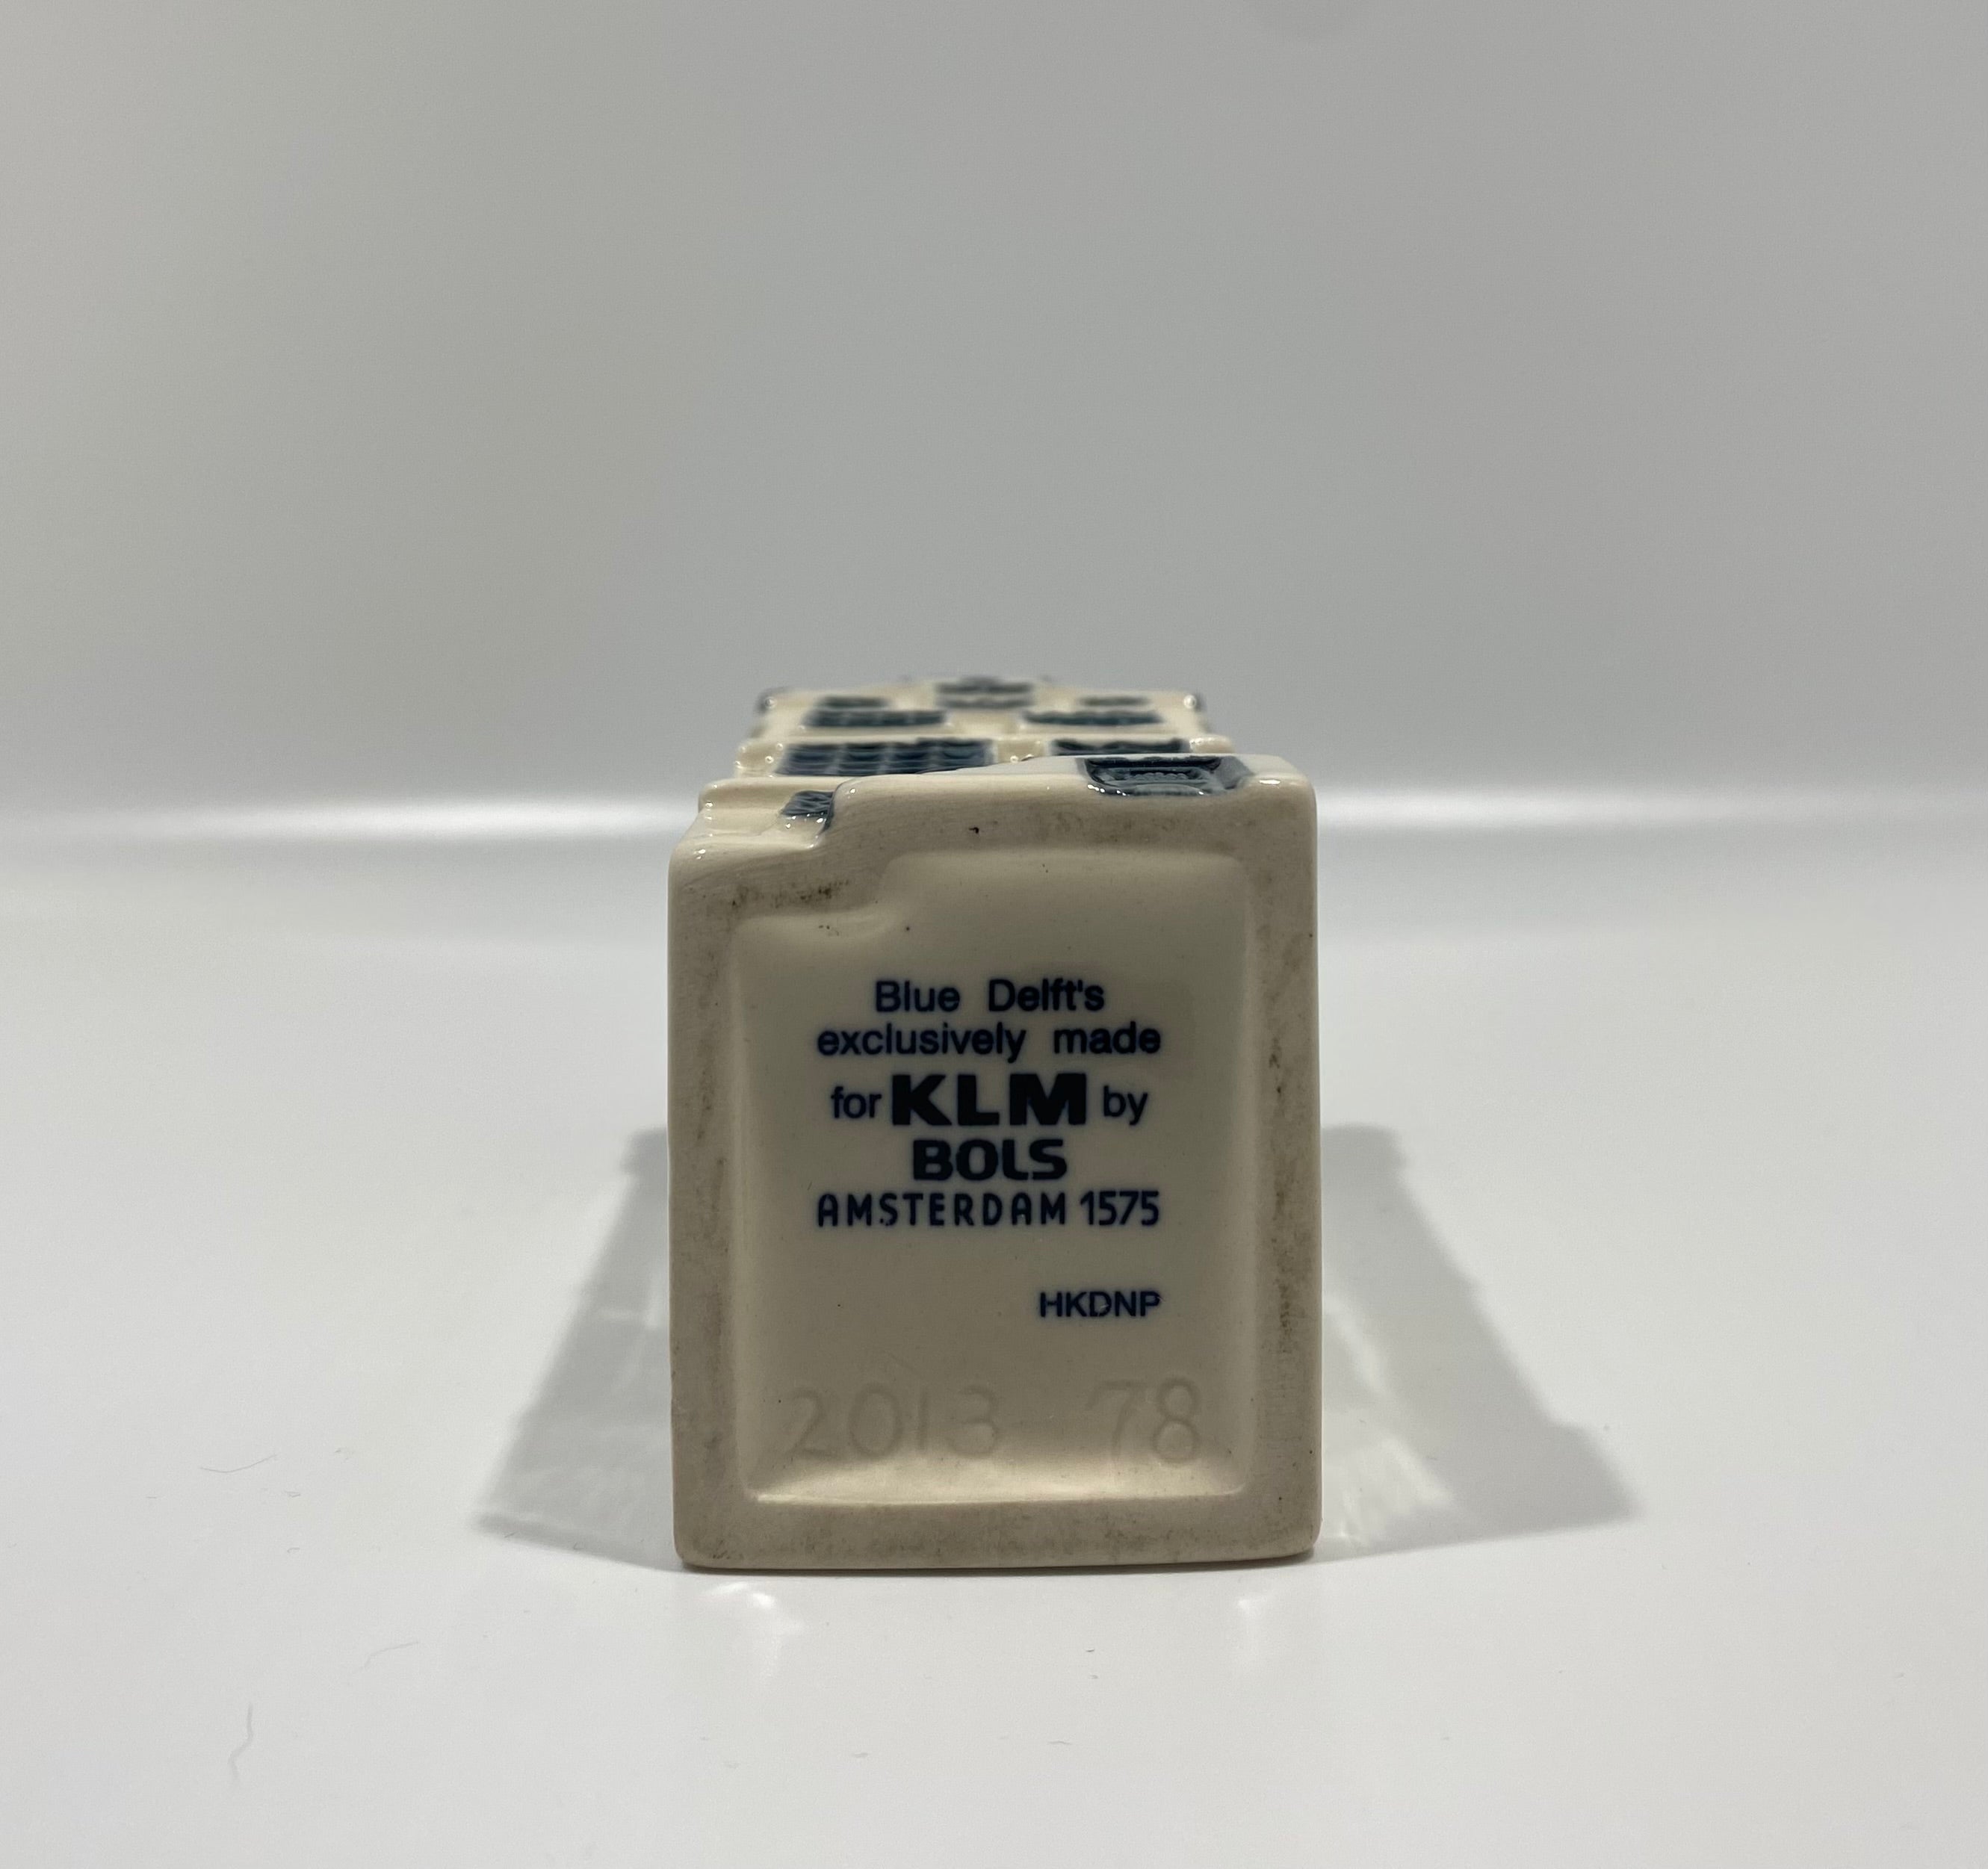 Blue Delft's
exclusively made
for KLM by
BOLS
AMSTERDAM 1575
HKDNP
2013 78